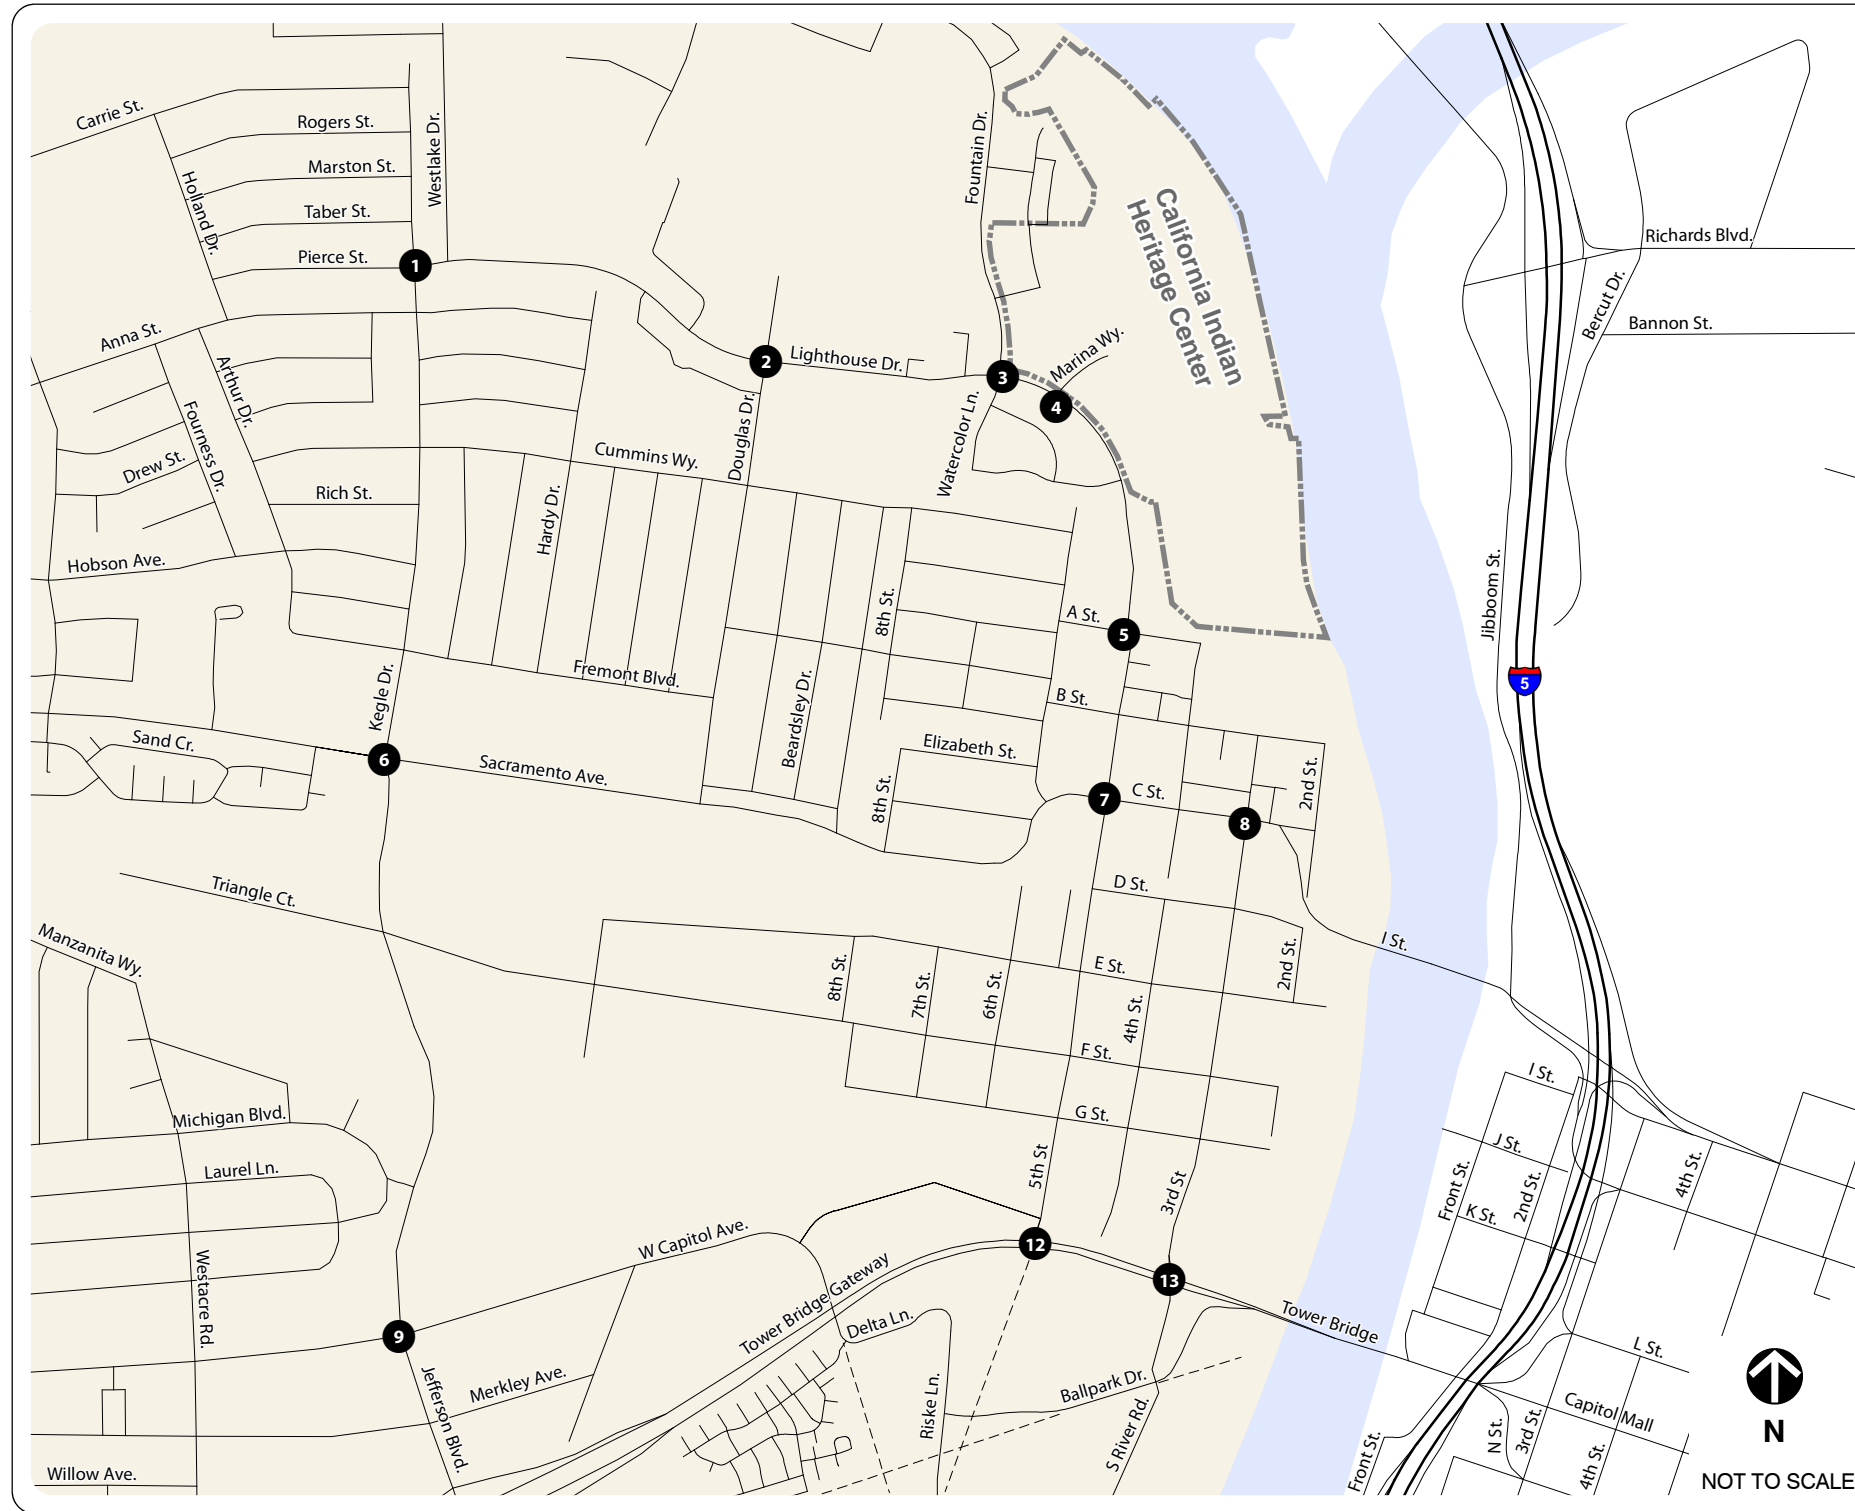 Carrie St.
Rogers St.
Marston St.
Taber St.
Pierce St.
Holland Dr.
Westlake Dr.
Fountain Dr.
California Indian
Heritage Center
Richards Blvd.
Bercut Dr.
Bannon St.
1
Anna St.
Arthur Dr.
Fourness Dr.
Drew St.
Rich St.
Hobson Ave.
2
Lighthouse Dr.
3
Marina Wy.
4
Douglas Dr.
Watercolor Ln.
Cummins Wy.
Hardy Dr.
8th St.
A St.
5
Jibboom St.
5
B St.
Fremont Blvd.
Kegle Dr.
Beardsley Dr.
Elizabeth St.
Sand Cr.
6
Sacramento Ave.
8th St.
7
C St.
8
2nd St.
D St.
Triangle Ct.
Manzanita Wy.
I St.
E St.
2nd St.
8th St.
7th St.
6th St.
4th St.
F St.
G St.
Michigan Blvd.
Laurel Ln.
I St.
J St.
K St.
Front St.
2nd St.
4th St.
5th St
3rd St
W Capitol Ave.
12
13
Tower Bridge Gateway
Tower Bridge
Westacre Rd.
9
Delta Ln.
Merkley Ave.
Jefferson Blvd.
Riske Ln.
Ballpark Dr.
S River Rd.
L St.
Capitol Mall
N St.
3rd St.
4th St.
Front St.
Willow Ave.
N
NOT TO SCALE